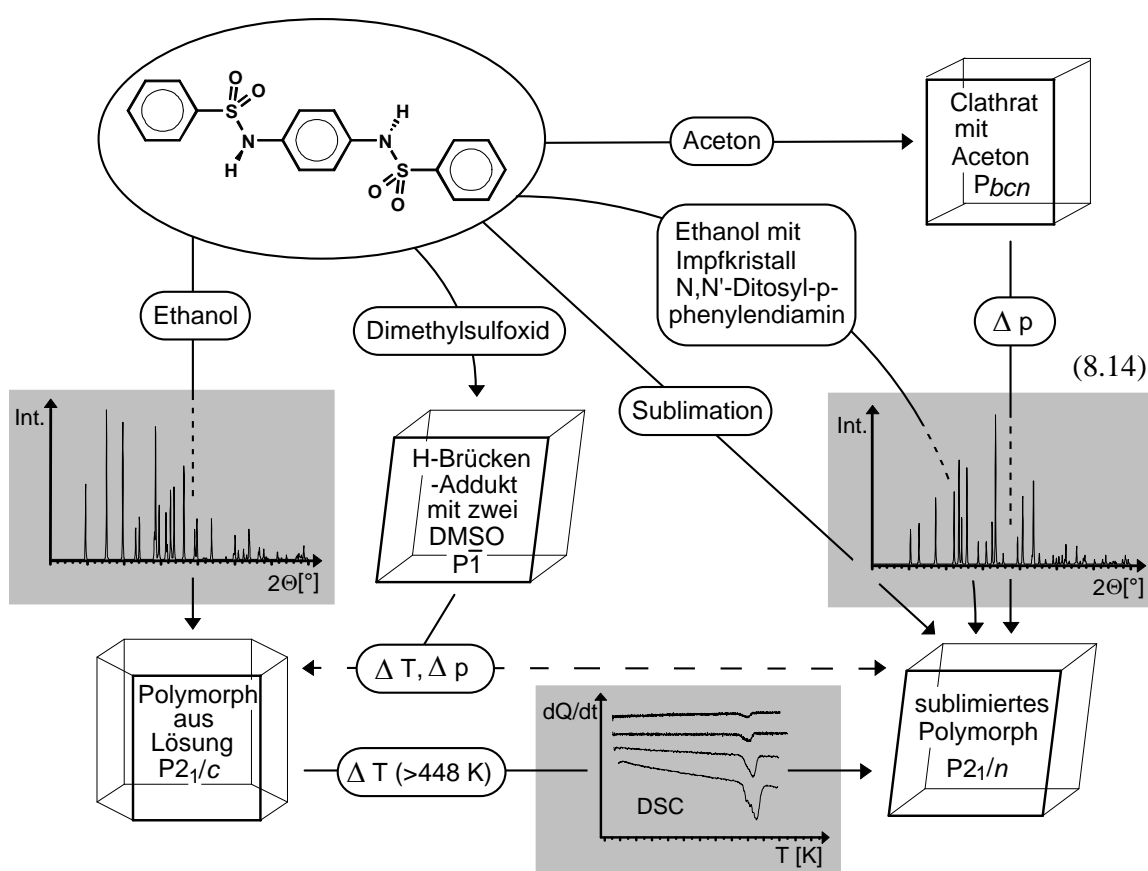 O
O
S
N
H
H
N
S
O
O
Aceton
Clathrat
mit
Aceton
Pbcn
Ethanol
Dimethylsulfoxid
Ethanol mit
Impfkristall
N,N'-Ditosyl-p-
phenylendiamin
Δ p
(8.14)
Sublimation
Int.
2Θ[°]
H-Brücken
-Addukt
mit zwei
DMSO
P1̅
Int.
2Θ[°]
Δ T, Δ p
Polymorph
aus
Lösung
P2₁/c
Δ T (>448 K)
dQ/dt
DSC
T [K]
sublimiertes
Polymorph
P2₁/n